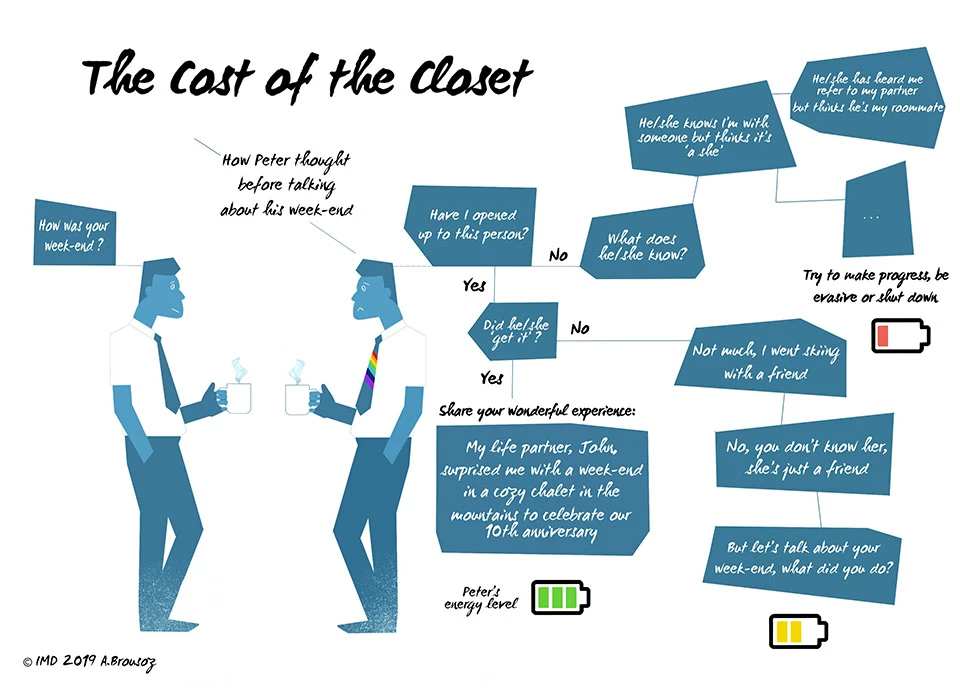 The Cost of the Closet
How Peter thought
before talking
about his week-end
How was your
week-end ?
Have I opened
up to this person?
No
What does
he/she know?
He/she knows I'm with
someone but thinks it's
'a she'
He/she has heard me
refer to my partner
but thinks he's my roommate
...
Try to make progress, be
evasive or shut down
Yes
Did he/she
'get it' ?
No
Not much, I went skiing
with a friend
No, you don't know her,
she's just a friend
But let's talk about your
week-end, what did you do?
Yes
Share your wonderful experience:
My life partner, John,
surprised me with a week-end
in a cozy chalet in the
mountains to celebrate our
10th anniversary
Peter's
energy level
© IMD 2019 A.Brousoz